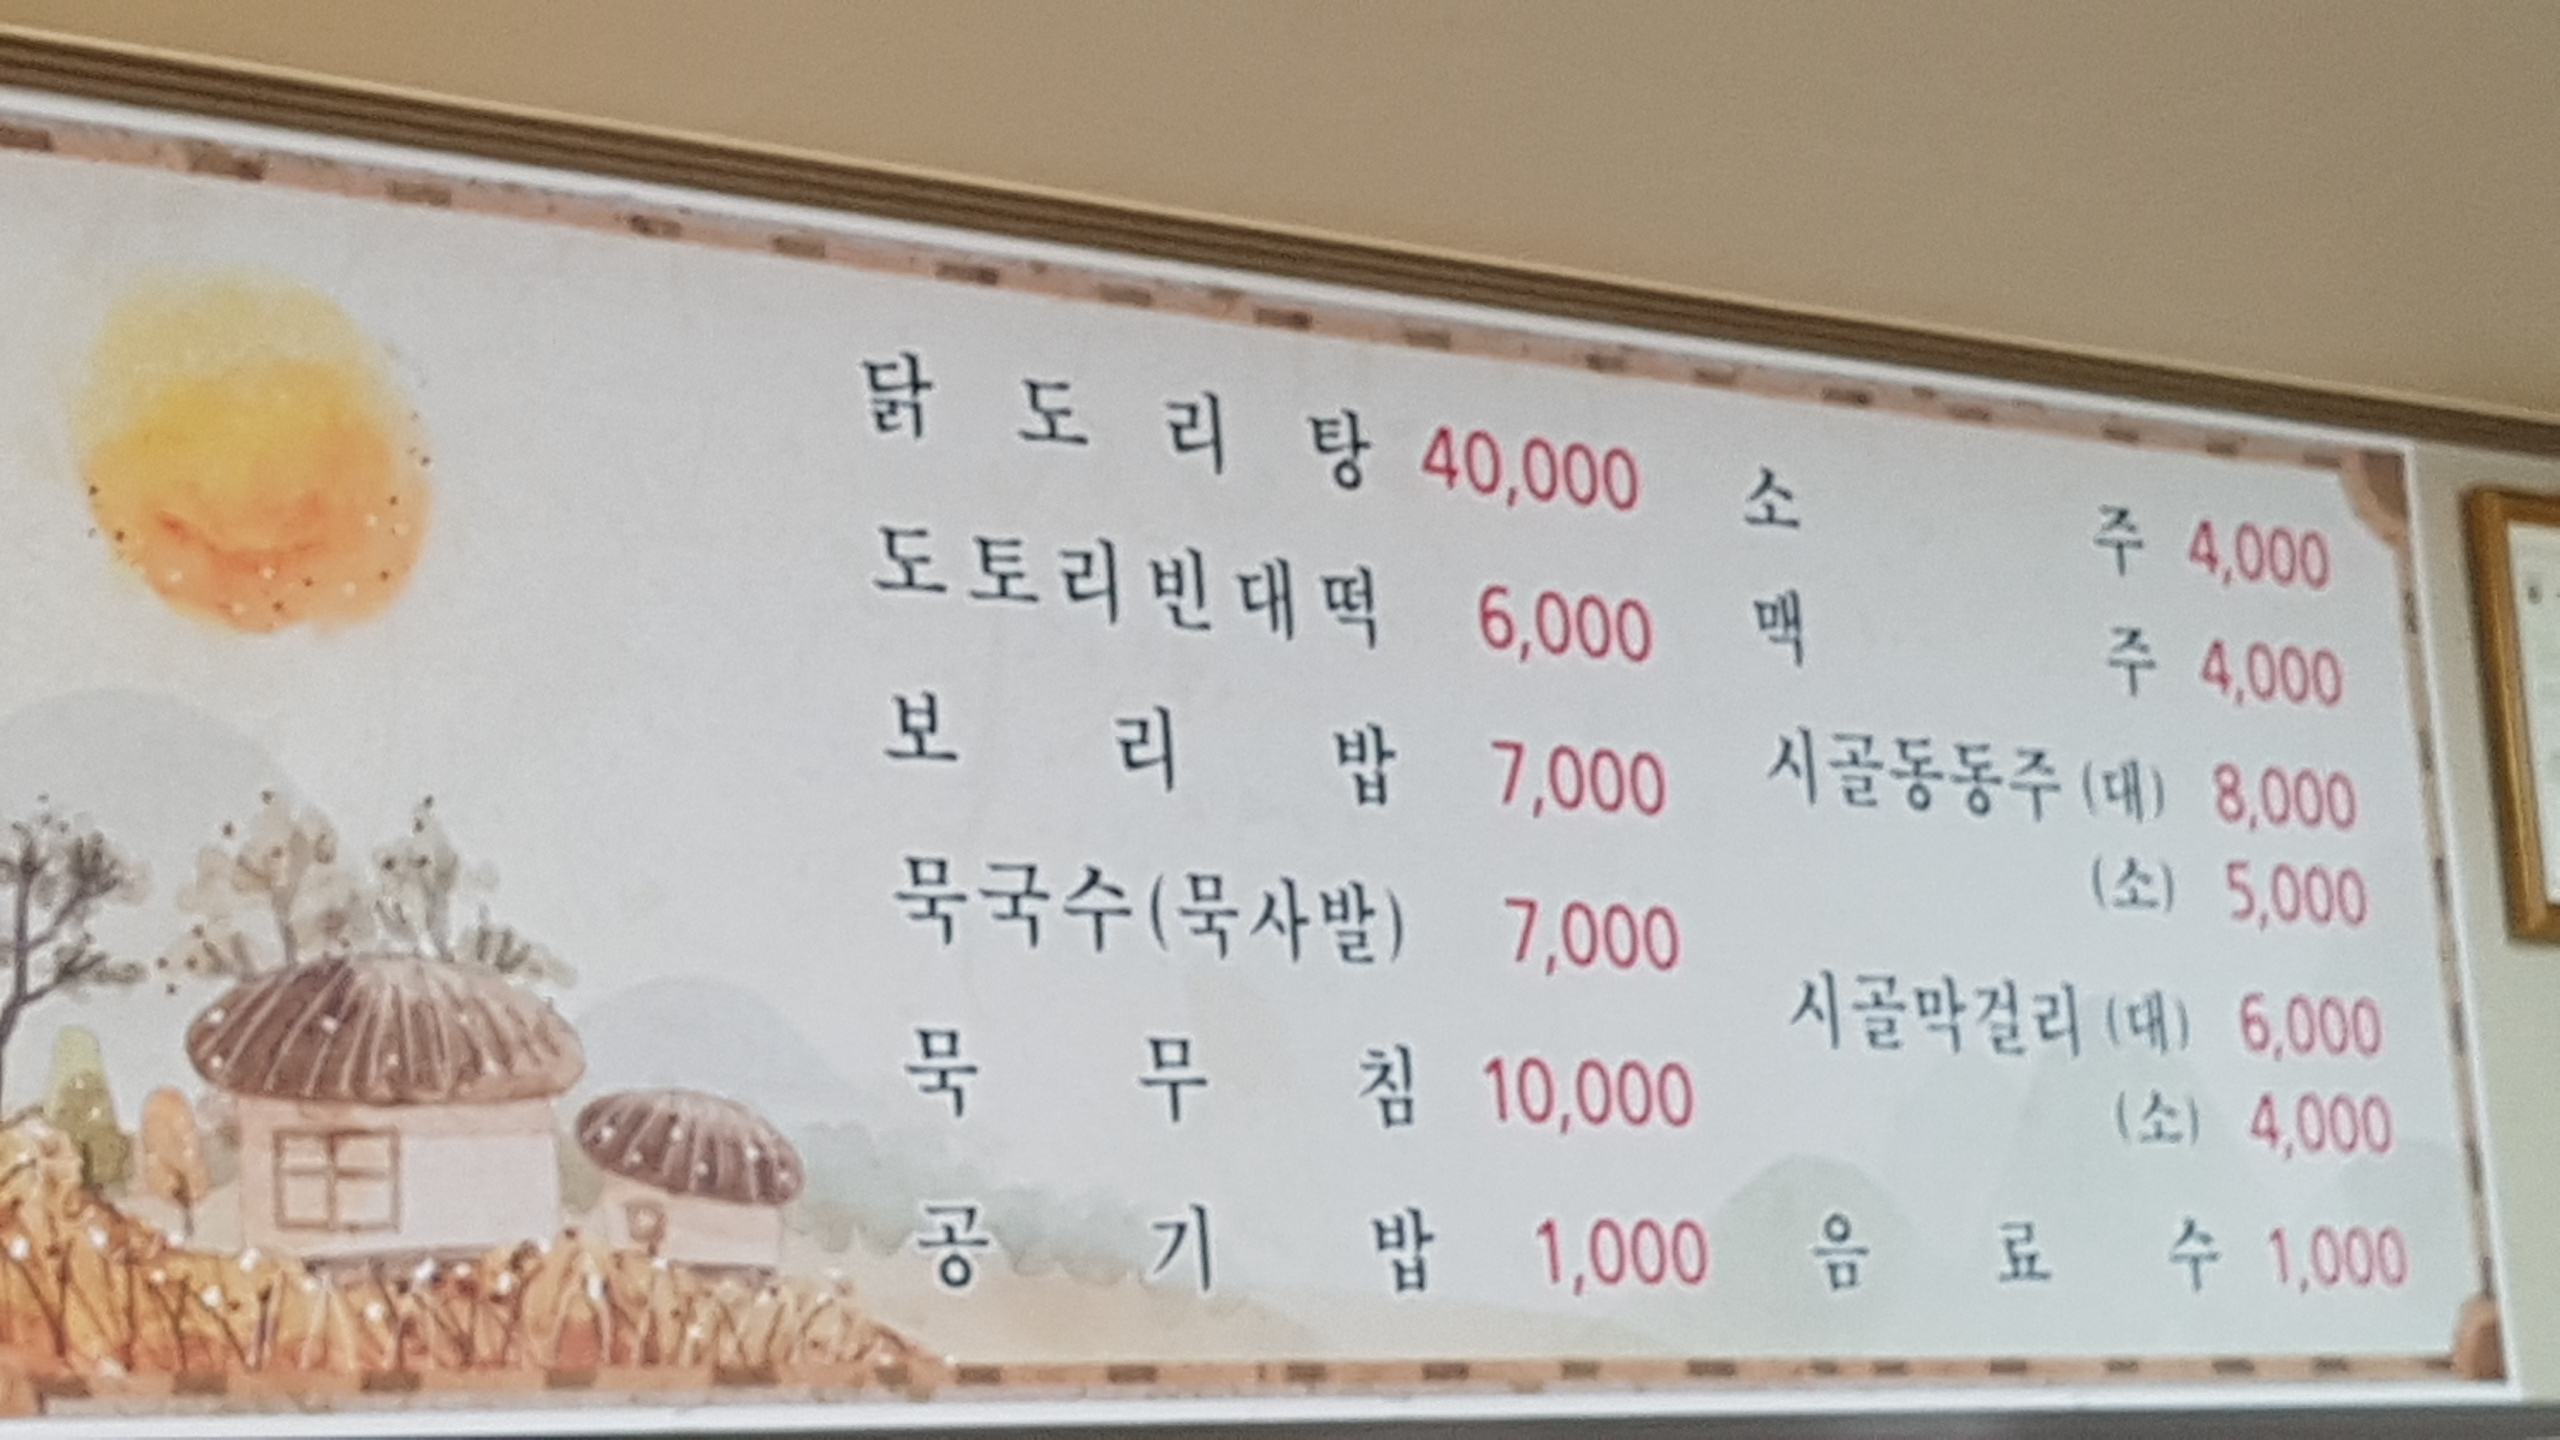 닭도리탕 40,000
도토리빈대떡 6,000
보리밥 7,000
묵국수(묵사발) 7,000
묵무침 10,000
공기밥 1,000
소주 4,000
맥주 4,000
시골동동주(대) 8,000
(소) 5,000
시골막걸리(대) 6,000
(소) 4,000
음료수 1,000